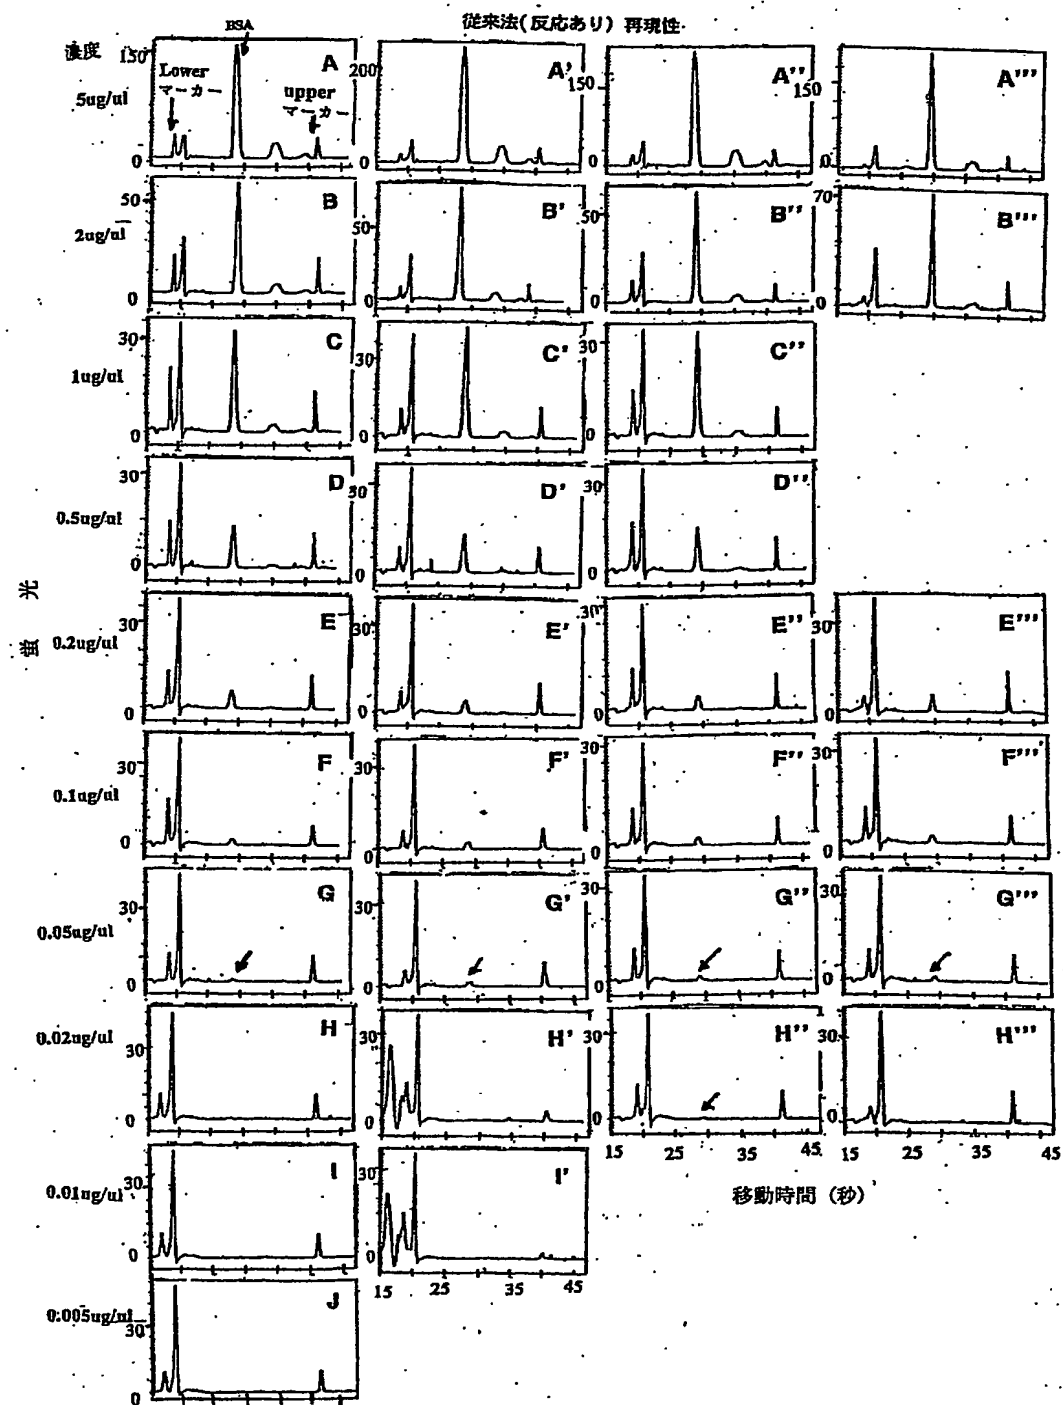 従来法(反応あり)再現性
BSA
濃度
Lower
マーカー
upper
マーカー
5ug/ul
150
0
A
200
0
A'
150
0
A''
150
0
A'''
2ug/ul
50
0
B
50
0
B'
50
0
B''
70
0
B'''
1ug/ul
30
0
C
30
0
C'
30
0
C''
0.5ug/ul
30
0
D
30
0
D'
30
0
D''
蛍光
0.2ug/ul
30
0
E
30
0
E'
30
0
E''
30
0
E'''
0.1ug/ul
30
0
F
30
0
F'
30
0
F''
30
0
F'''
0.05ug/ul
30
0
G
30
0
G'
30
0
G''
30
0
G'''
0.02ug/ul
30
0
H
30
0
H'
30
0
H''
30
0
H'''
15 25 35 45
15 25 35 45
移動時間(秒)
0.01ug/ul
30
0
I
30
0
I'
15 25 35 45
0.005ug/ul
30
0
J